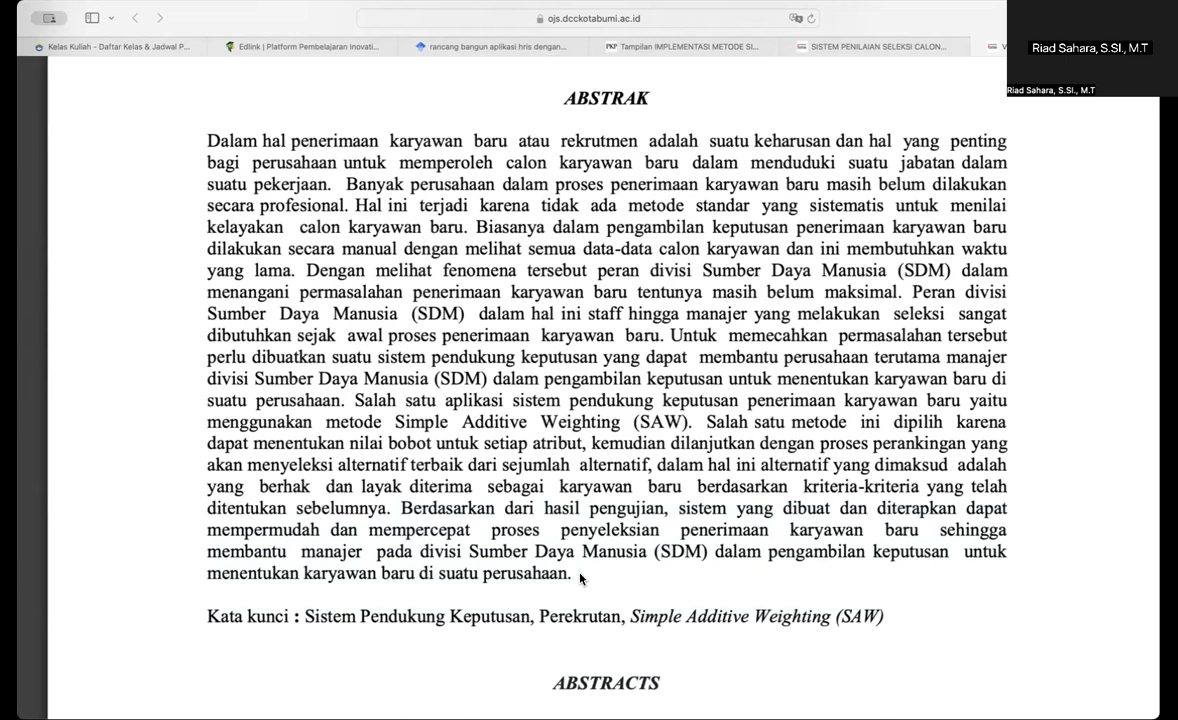 ojs.dcckotabumi.ac.id
Kelas Kuliah - Daftar Kelas & Jadwal P...
Edlink | Platform Pembelajaran Inovati...
rancang bangun aplikasi hris dengan...
PKP Tampilan IMPLEMENTASI METODE SI...
SISTEM PENILAIAN SELEKSI CALON...
V
Riad Sahara, S.SI., M.T
Riad Sahara, S.SI., M.T
ABSTRAK
Dalam hal penerimaan karyawan baru atau rekrutmen adalah suatu keharusan dan hal yang penting
bagi perusahaan untuk memperoleh calon karyawan baru dalam menduduki suatu jabatan dalam
suatu pekerjaan. Banyak perusahaan dalam proses penerimaan karyawan baru masih belum dilakukan
secara profesional. Hal ini terjadi karena tidak ada metode standar yang sistematis untuk menilai
kelayakan calon karyawan baru. Biasanya dalam pengambilan keputusan penerimaan karyawan baru
dilakukan secara manual dengan melihat semua data-data calon karyawan dan ini membutuhkan waktu
yang lama. Dengan melihat fenomena tersebut peran divisi Sumber Daya Manusia (SDM) dalam
menangani permasalahan penerimaan karyawan baru tentunya masih belum maksimal. Peran divisi
Sumber Daya Manusia (SDM) dalam hal ini staff hingga manajer yang melakukan seleksi sangat
dibutuhkan sejak awal proses penerimaan karyawan baru. Untuk memecahkan permasalahan tersebut
perlu dibuatkan suatu sistem pendukung keputusan yang dapat membantu perusahaan terutama manajer
divisi Sumber Daya Manusia (SDM) dalam pengambilan keputusan untuk menentukan karyawan baru di
suatu perusahaan. Salah satu aplikasi sistem pendukung keputusan penerimaan karyawan baru yaitu
menggunakan metode Simple Additive Weighting (SAW). Salah satu metode ini dipilih karena
dapat menentukan nilai bobot untuk setiap atribut, kemudian dilanjutkan dengan proses perankingan yang
akan menyeleksi alternatif terbaik dari sejumlah alternatif, dalam hal ini alternatif yang dimaksud adalah
yang berhak dan layak diterima sebagai karyawan baru berdasarkan kriteria-kriteria yang telah
ditentukan sebelumnya. Berdasarkan dari hasil pengujian, sistem yang dibuat dan diterapkan dapat
mempermudah dan mempercepat proses penyeleksian penerimaan karyawan baru sehingga
membantu manajer pada divisi Sumber Daya Manusia (SDM) dalam pengambilan keputusan untuk
menentukan karyawan baru di suatu perusahaan.
Kata kunci : Sistem Pendukung Keputusan, Perekrutan, Simple Additive Weighting (SAW)
ABSTRACTS